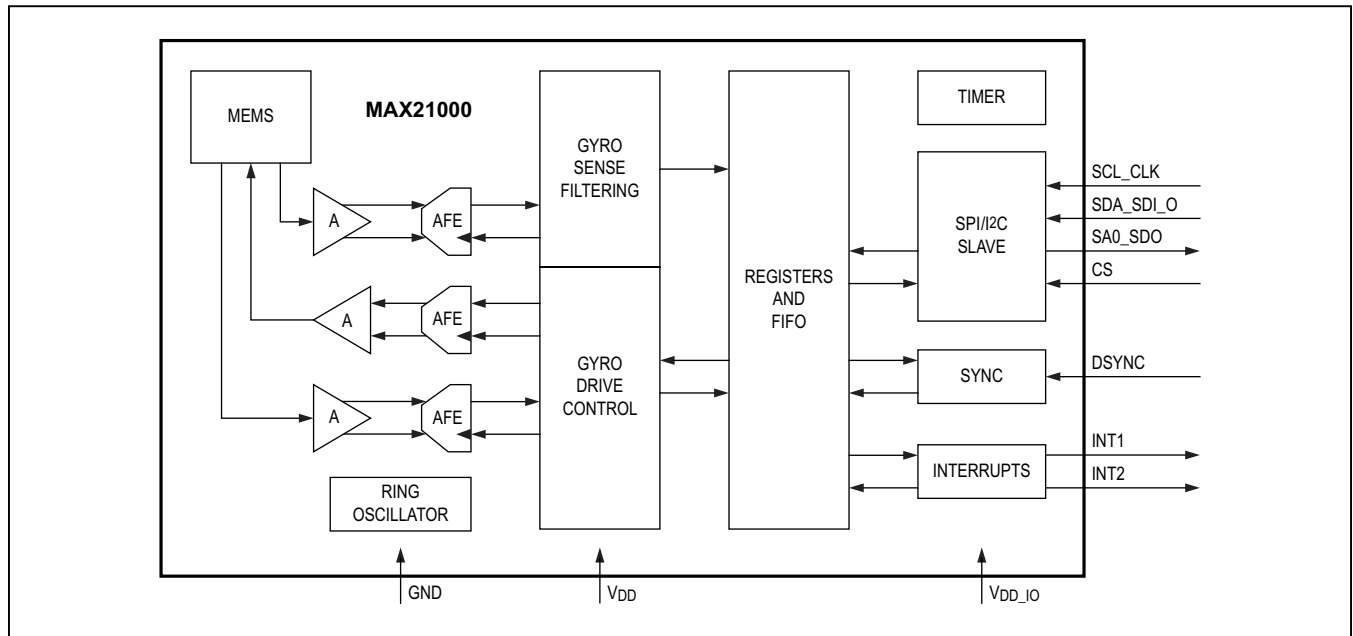 MAX21000
MEMS
A
AFE
A
AFE
A
AFE
RING
OSCILLATOR
GYRO
SENSE
FILTERING
GYRO
DRIVE
CONTROL
REGISTERS
AND
FIFO
TIMER
SPI/I2C
SLAVE
SYNC
INTERRUPTS
SCL_CLK
SDA_SDI_O
SA0_SDO
CS
DSYNC
INT1
INT2
GND
VDD
VDD_IO